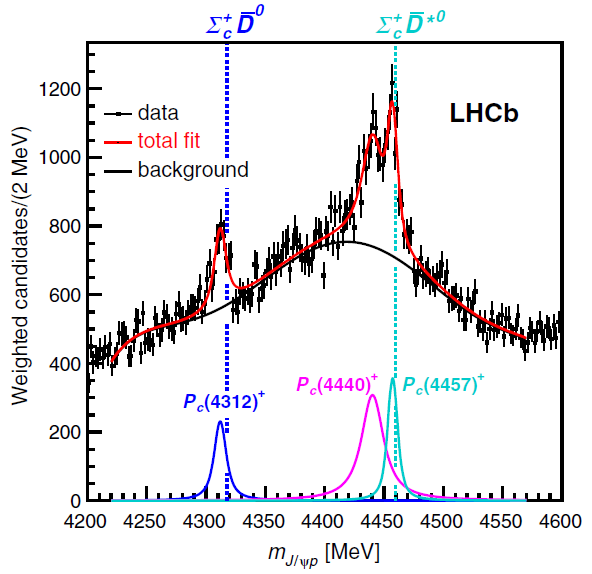 Σc+ D̅0 Σc+ D̅*0
1200
1000
800
600
400
200
0
Weighted candidates/(2 MeV)
data
total fit
background
LHCb
Pc(4312)+
Pc(4440)+ Pc(4457)+
4200 4250 4300 4350 4400 4450 4500 4550 4600
mJ/ψp [MeV]